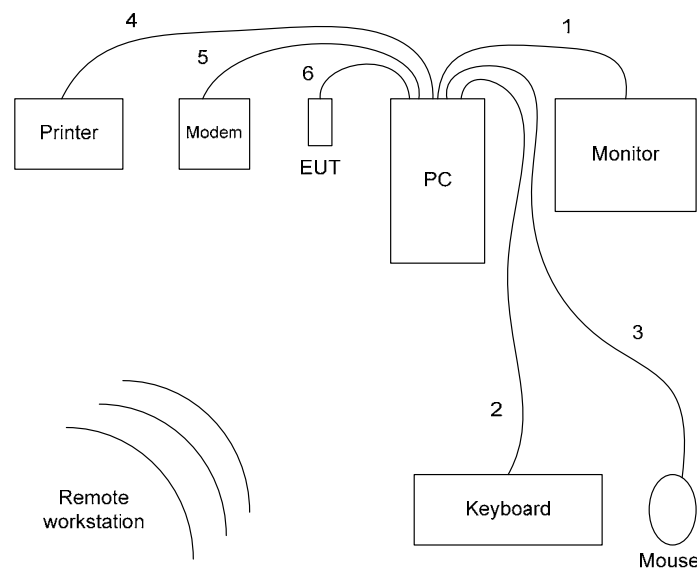 4
1
5
6
Printer
Modem
EUT
PC
Monitor
3
2
Remote
workstation
Keyboard
Mouse